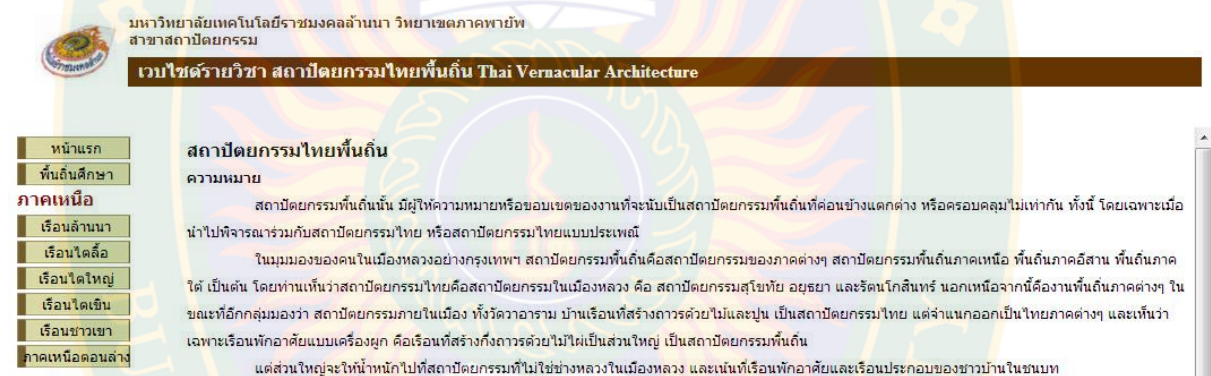 มหาวิทยาลัยเทคโนโลยีราชมงคลล้านนา วิทยาเขตภาคพายัพ
สาขาสถาปัตยกรรม
เวบไซต์รายวิชา สถาปัตยกรรมไทยพื้นถิ่น Thai Vernacular Architecture
หน้าแรก
พื้นถิ่นศึกษา
ภาคเหนือ
เรือนล้านนา
เรือนไตลื้อ
เรือนไตใหญ่
เรือนไตเขิน
เรือนชาวเขา
ภาคเหนือตอนล่าง
สถาปัตยกรรมไทยพื้นถิ่น
ความหมาย
สถาปัตยกรรมพื้นถิ่นนั้น มีผู้ให้ความหมายหรือขอบเขตของงานที่จะนับเป็นสถาปัตยกรรมพื้นถิ่นที่ค่อนข้างแตกต่าง หรือครอบคลุมไม่เท่ากัน ทั้งนี้ โดยเฉพาะเมื่อ
นำไปพิจารณาร่วมกับสถาปัตยกรรมไทย หรือสถาปัตยกรรมไทยแบบประเพณี
ในมุมมองของคนในเมืองหลวงอย่างกรุงเทพฯ สถาปัตยกรรมพื้นถิ่นคือสถาปัตยกรรมของภาคต่างๆ สถาปัตยกรรมพื้นถิ่นภาคเหนือ พื้นถิ่นภาคอีสาน พื้นถิ่นภาค
ใต้ เป็นต้น โดยท่านเห็นว่าสถาปัตยกรรมไทยคือสถาปัตยกรรมในเมืองหลวง คือ สถาปัตยกรรมสุโขทัย อยุธยา และรัตนโกสินทร์ นอกเหนือจากนี้คืองานพื้นถิ่นภาคต่างๆ ใน
ขณะที่อีกกลุ่มมองว่า สถาปัตยกรรมภายในเมือง ทั้งวัดวาอาราม บ้านเรือนที่สร้างถาวรด้วยไม้และปูน เป็นสถาปัตยกรรมไทย แต่จำแนกออกเป็นไทยภาคต่างๆ และเห็นว่า
เฉพาะเรือนพักอาศัยแบบเครื่องผูก คือเรือนที่สร้างกึ่งถาวรด้วยไม้ไผ่เป็นส่วนใหญ่ เป็นสถาปัตยกรรมพื้นถิ่น
แต่ส่วนใหญ่จะให้น้ำหนักไปที่สถาปัตยกรรมที่ไม่ใช่ช่างหลวงในเมืองหลวง และเน้นที่เรือนพักอาศัยและเรือนประกอบของชาวบ้านในชนบท